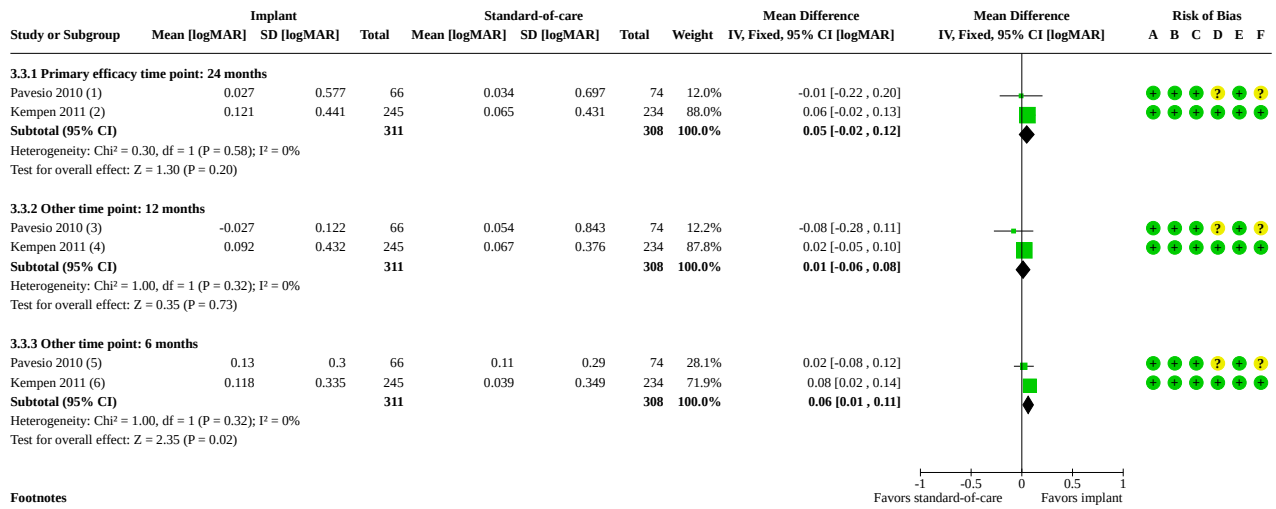 Implant Standard-of-care Mean Difference Mean Difference Risk of Bias
Study or Subgroup Mean [logMAR] SD [logMAR] Total Mean [logMAR] SD [logMAR] Total Weight IV, Fixed, 95% CI [logMAR] IV, Fixed, 95% CI [logMAR] A B C D E F
3.3.1 Primary efficacy time point: 24 months
Pavesio 2010 (1) 0.027 0.577 66 0.034 0.697 74 12.0% -0.01 [-0.22 , 0.20] + + + ? + ?
Kempen 2011 (2) 0.121 0.441 245 0.065 0.431 234 88.0% 0.06 [-0.02 , 0.13] + + + + + +
Subtotal (95% CI) 311 308 100.0% 0.05 [-0.02 , 0.12]
Heterogeneity: Chi² = 0.30, df = 1 (P = 0.58); I² = 0%
Test for overall effect: Z = 1.30 (P = 0.20)
3.3.2 Other time point: 12 months
Pavesio 2010 (3) -0.027 0.122 66 0.054 0.843 74 12.2% -0.08 [-0.28 , 0.11] + + + ? + ?
Kempen 2011 (4) 0.092 0.432 245 0.067 0.376 234 87.8% 0.02 [-0.05 , 0.10] + + + + + +
Subtotal (95% CI) 311 308 100.0% 0.01 [-0.06 , 0.08]
Heterogeneity: Chi² = 1.00, df = 1 (P = 0.32); I² = 0%
Test for overall effect: Z = 0.35 (P = 0.73)
3.3.3 Other time point: 6 months
Pavesio 2010 (5) 0.13 0.3 66 0.11 0.29 74 28.1% 0.02 [-0.08 , 0.12] + + + ? + ?
Kempen 2011 (6) 0.118 0.335 245 0.039 0.349 234 71.9% 0.08 [0.02 , 0.14] + + + + + +
Subtotal (95% CI) 311 308 100.0% 0.06 [0.01 , 0.11]
Heterogeneity: Chi² = 1.00, df = 1 (P = 0.32); I² = 0%
Test for overall effect: Z = 2.35 (P = 0.02)
-1 -0.5 0 0.5 1
Footnotes Favors standard-of-care Favors implant